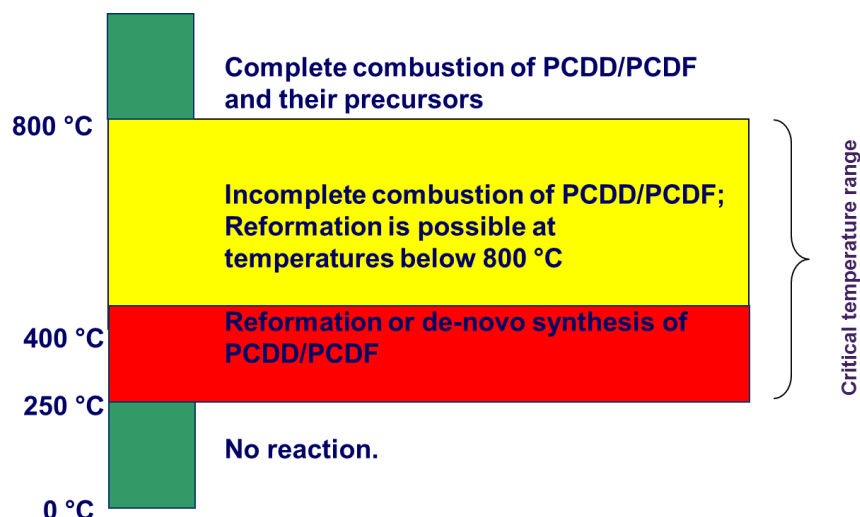 Complete combustion of PCDD/PCDF
and their precursors
800 °C
Incomplete combustion of PCDD/PCDF;
Reformation is possible at
temperatures below 800 °C
Reformation or de-novo synthesis of
PCDD/PCDF
400 °C
250 °C
No reaction.
0 °C
Critical temperature range